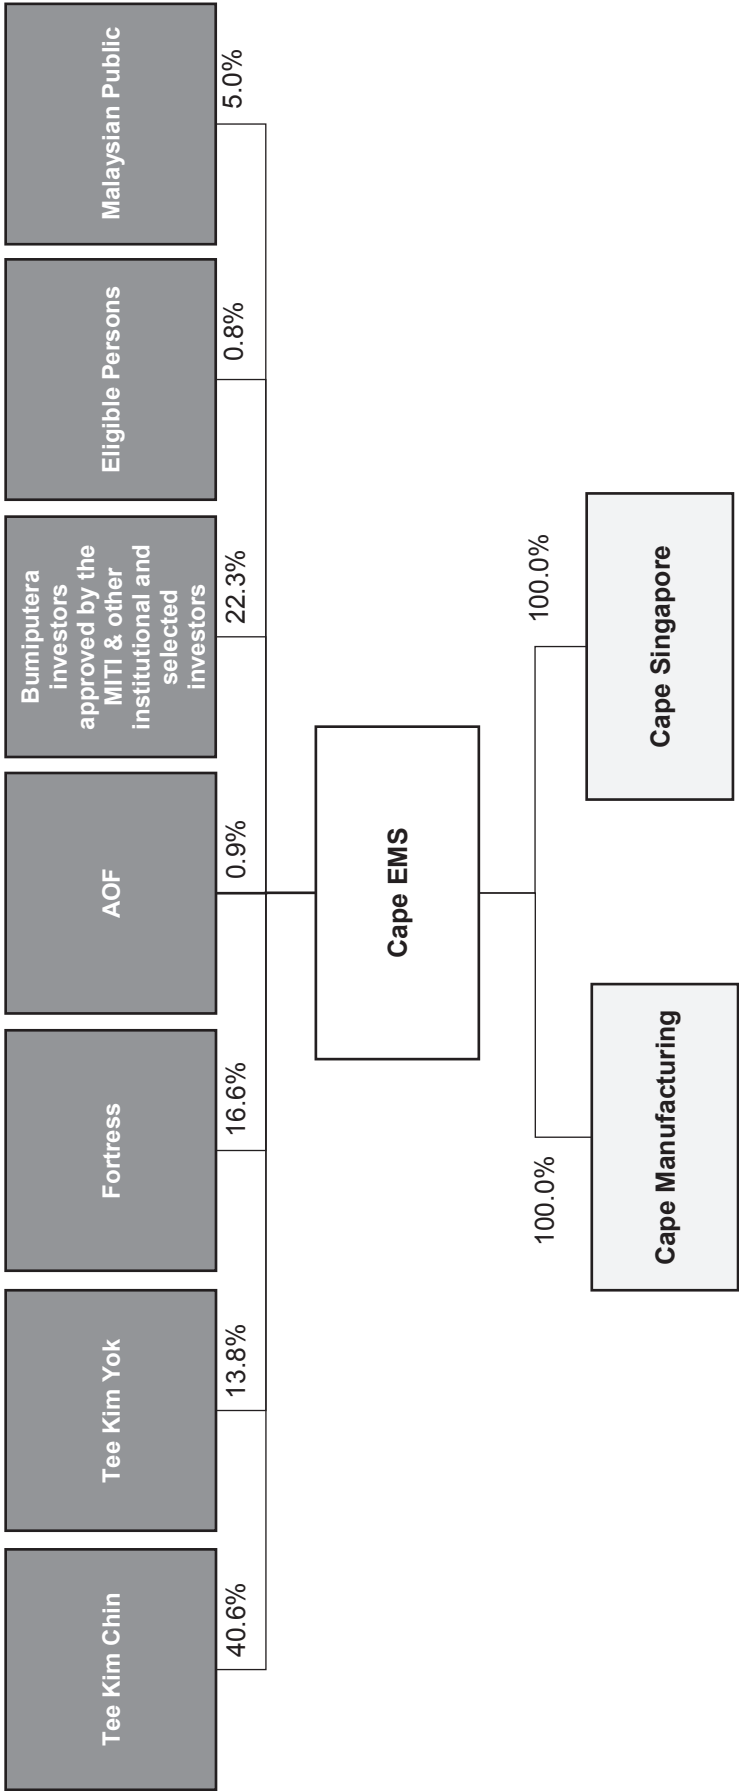 Tee Kim Chin
Tee Kim Yok
Fortress
AOF
Bumiputera
investors
approved by the
MITI & other
institutional and
selected
investors
Eligible Persons
Malaysian Public
40.6%
13.8%
16.6%
0.9%
22.3%
0.8%
5.0%
Cape EMS
100.0%
100.0%
Cape Manufacturing
Cape Singapore